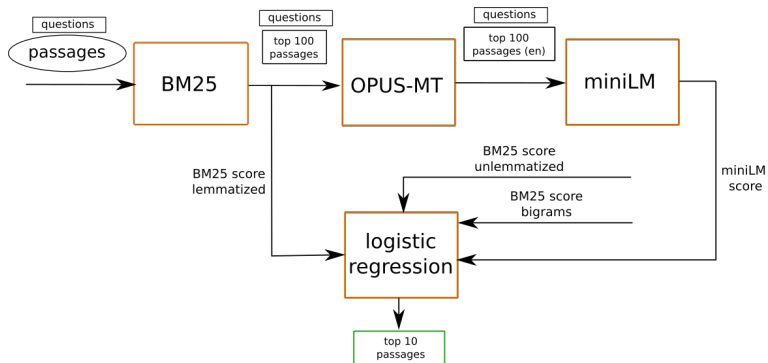 questions
passages
BM25
questions
top 100
passages
OPUS-MT
questions
top 100
passages (en)
miniLM
BM25 score
lemmatized
BM25 score
unlemmatized
BM25 score
bigrams
miniLM
score
logistic
regression
top 10
passages